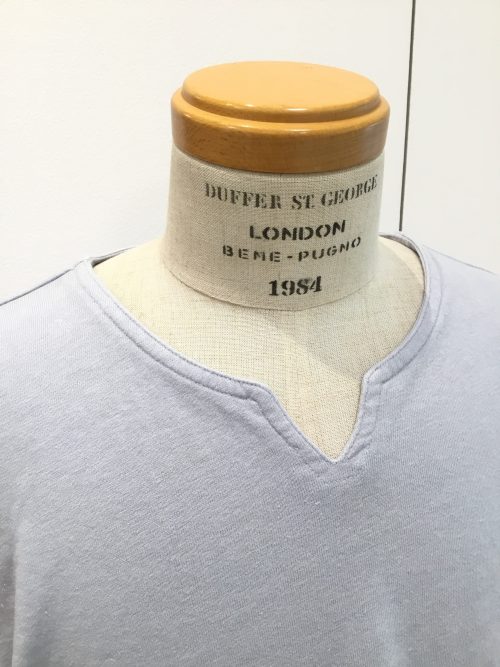 DUFFER ST. GEORGE
LONDON
BENE-PUGNO
1984